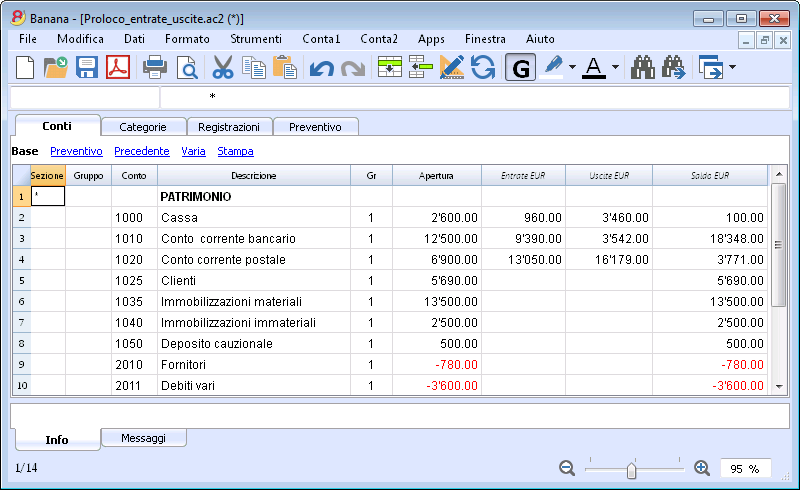 Banana - [Proloco_entrate_uscite.ac2 (*)]
File Modifica Dati Formato Strumenti Conta1 Conta2 Apps Finestra Aiuto
G A
*
Conti Categorie Registrazioni Preventivo
Base Preventivo Precedente Varia Stampa
Sezione Gruppo Conto Descrizione Gr Apertura Entrate EUR Uscite EUR Saldo EUR
1 * PATRIMONIO
2 1000 Cassa 1 2'600.00 960.00 3'460.00 100.00
3 1010 Conto corrente bancario 1 12'500.00 9'390.00 3'542.00 18'348.00
4 1020 Conto corrente postale 1 6'900.00 13'050.00 16'179.00 3'771.00
5 1025 Clienti 1 5'690.00 5'690.00
6 1035 Immobilizzazioni materiali 1 13'500.00 13'500.00
7 1040 Immobilizzazioni immateriali 1 2'500.00 2'500.00
8 1050 Deposito cauzionale 1 500.00 500.00
9 2010 Fornitori 1 -780.00 -780.00
10 2011 Debiti vari 1 -3'600.00 -3'600.00
Info Messaggi
1/14 95 %